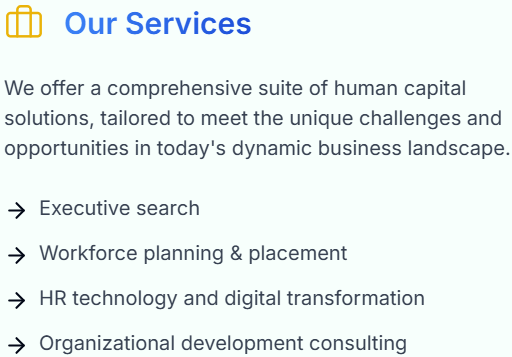 Our Services
We offer a comprehensive suite of human capital
solutions, tailored to meet the unique challenges and
opportunities in today's dynamic business landscape.
Executive search
Workforce planning & placement
HR technology and digital transformation
Organizational development consulting